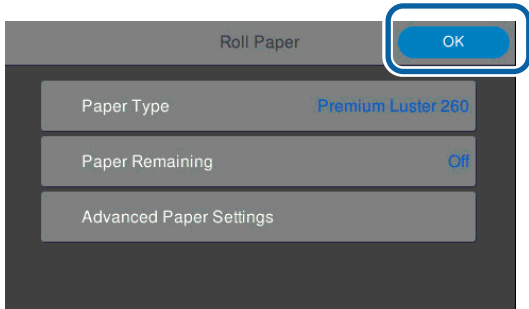 Roll Paper OK
Paper Type Premium Luster 260
Paper Remaining Off
Advanced Paper Settings